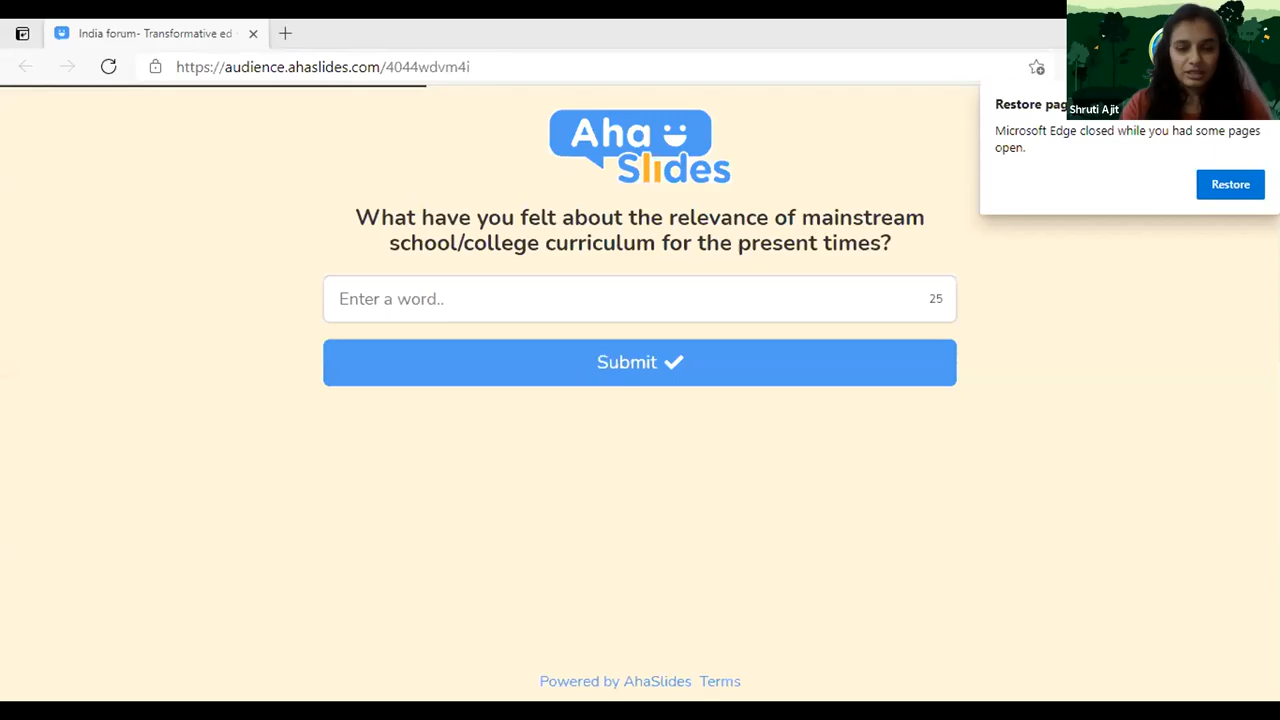 India forum- Transformative ed
https://audience.ahaslides.com/4044wdvm4i
Shruti Ajit
Restore pag
Microsoft Edge closed while you had some pages
open.
Restore
Aha
Slides
What have you felt about the relevance of mainstream
school/college curriculum for the present times?
Enter a word.. 25
Submit
Powered by AhaSlides Terms